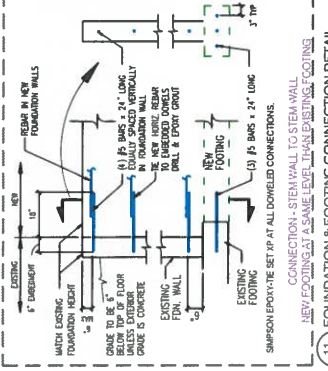 EXISTING
NEW
6" EMBEDMENT
18"
REBAR IN NEW
FOUNDATION WALLS
MATCH EXISTING
FOUNDATION HEIGHT
GRADE TO BE 6"
BELOW TOP OF FLOOR
UNLESS EXTERIOR
GRADE IS CONCRETE
(4) #5 BARS x 24" LONG
EQUALLY SPACED VERTICALLY
IN FOUNDATION WALL
TIE NEW HORIZ. REBAR
TO EMBEDDED DOWELS
DRILL & EPOXY GROUT
EXISTING
FDN. WALL
NEW
FOOTING
3" TYP
EXISTING
FOOTING
(3) #5 BARS x 24" LONG
SIMPSON EPOXY-TIE SET XP AT ALL DOWELED CONNECTIONS.
CONNECTION - STEM WALL TO STEM WALL
NEW FOOTING AT A SAME LEVEL THAN EXISTING FOOTING
11 FOUNDATION & FOOTING CONNECTION DETAIL